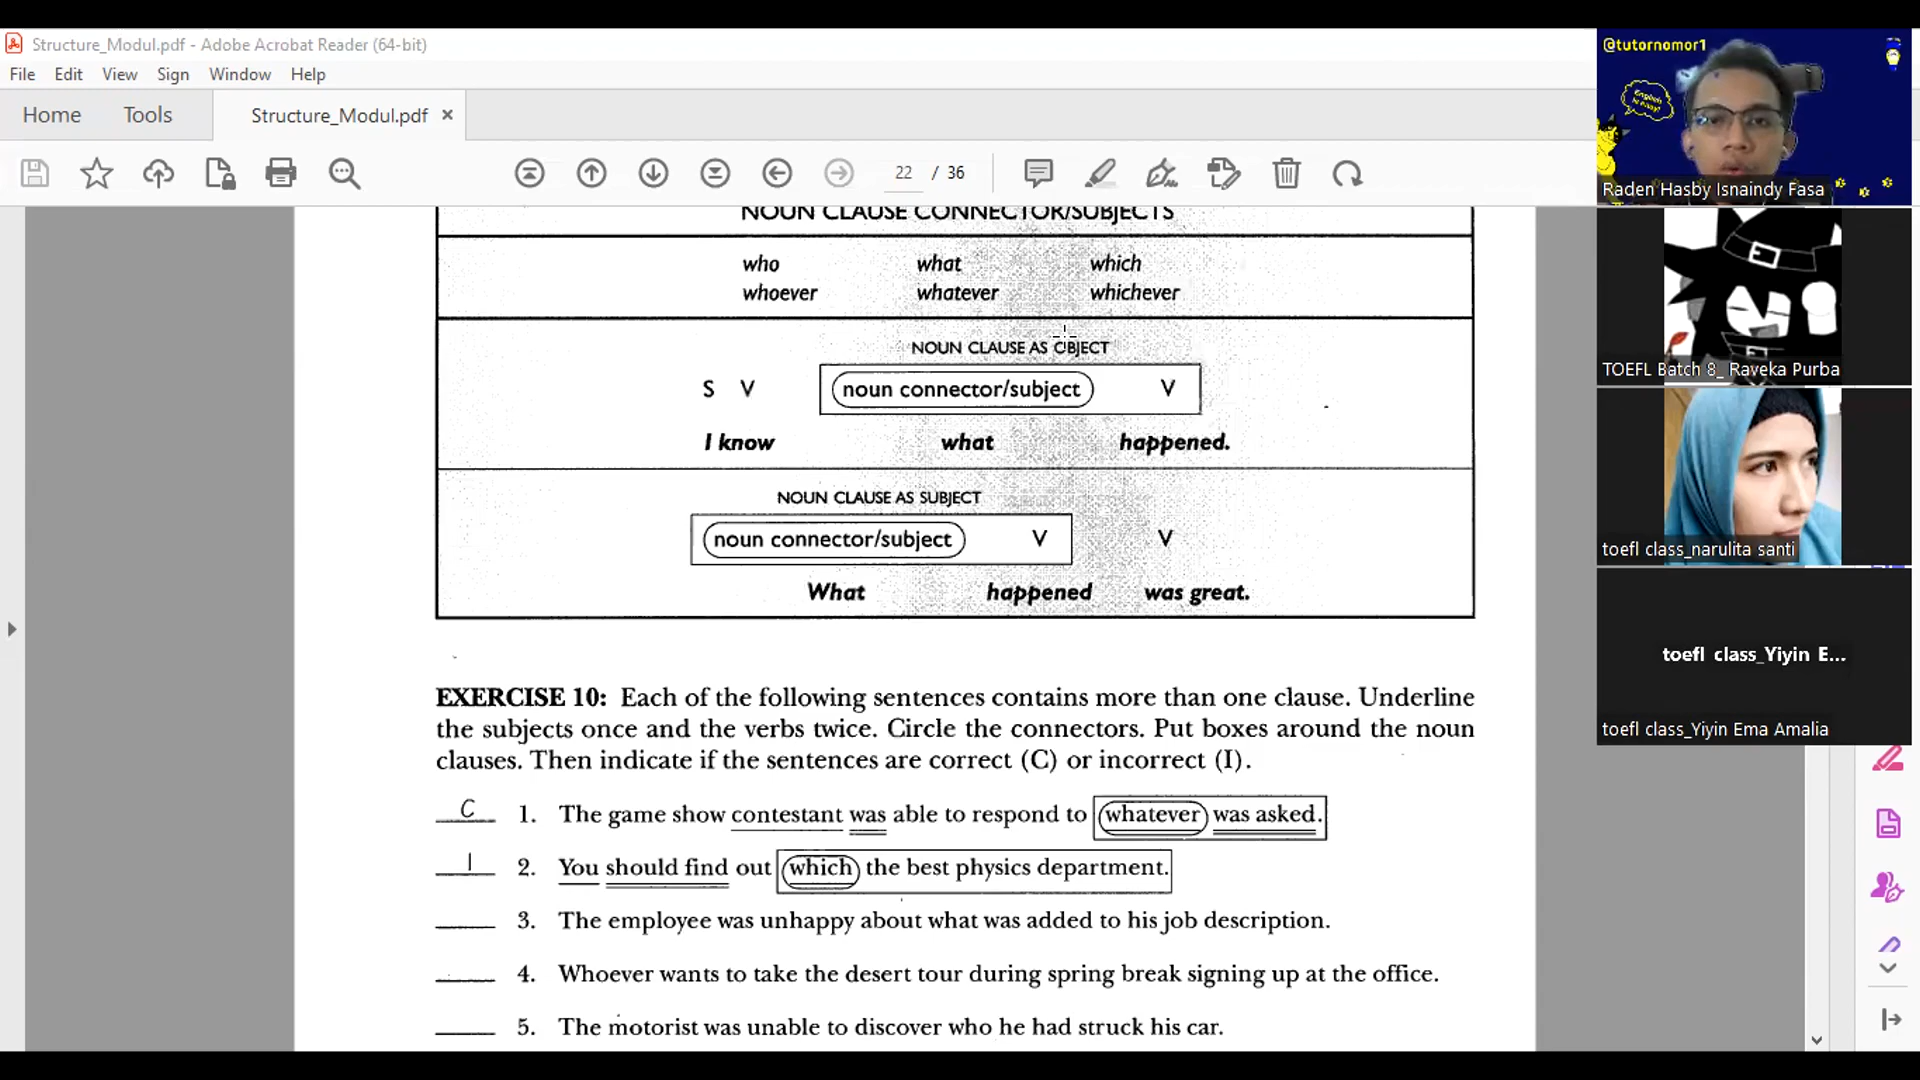 Structure_Modul.pdf - Adobe Acrobat Reader (64-bit)
File Edit View Sign Window Help
Home Tools Structure_Modul.pdf ×
22 / 36
NOUN CLAUSE CONNECTOR/SUBJECTS
who what which
whoever whatever whichever
NOUN CLAUSE AS OBJECT
S V noun connector/subject V
I know what happened.
NOUN CLAUSE AS SUBJECT
noun connector/subject V V
What happened was great.
EXERCISE 10: Each of the following sentences contains more than one clause. Underline
the subjects once and the verbs twice. Circle the connectors. Put boxes around the noun
clauses. Then indicate if the sentences are correct (C) or incorrect (I).
C 1. The game show contestant was able to respond to whatever was asked.
I 2. You should find out which the best physics department.
3. The employee was unhappy about what was added to his job description.
4. Whoever wants to take the desert tour during spring break signing up at the office.
5. The motorist was unable to discover who he had struck his car.
@tutornomor1
English is easy!
Raden Hasby Isnaindy Fasa
TOEFL Batch 8_ Raveka Purba
toefl class_narulita santi
toefl class_Yiyin E...
toefl class_Yiyin Ema Amalia